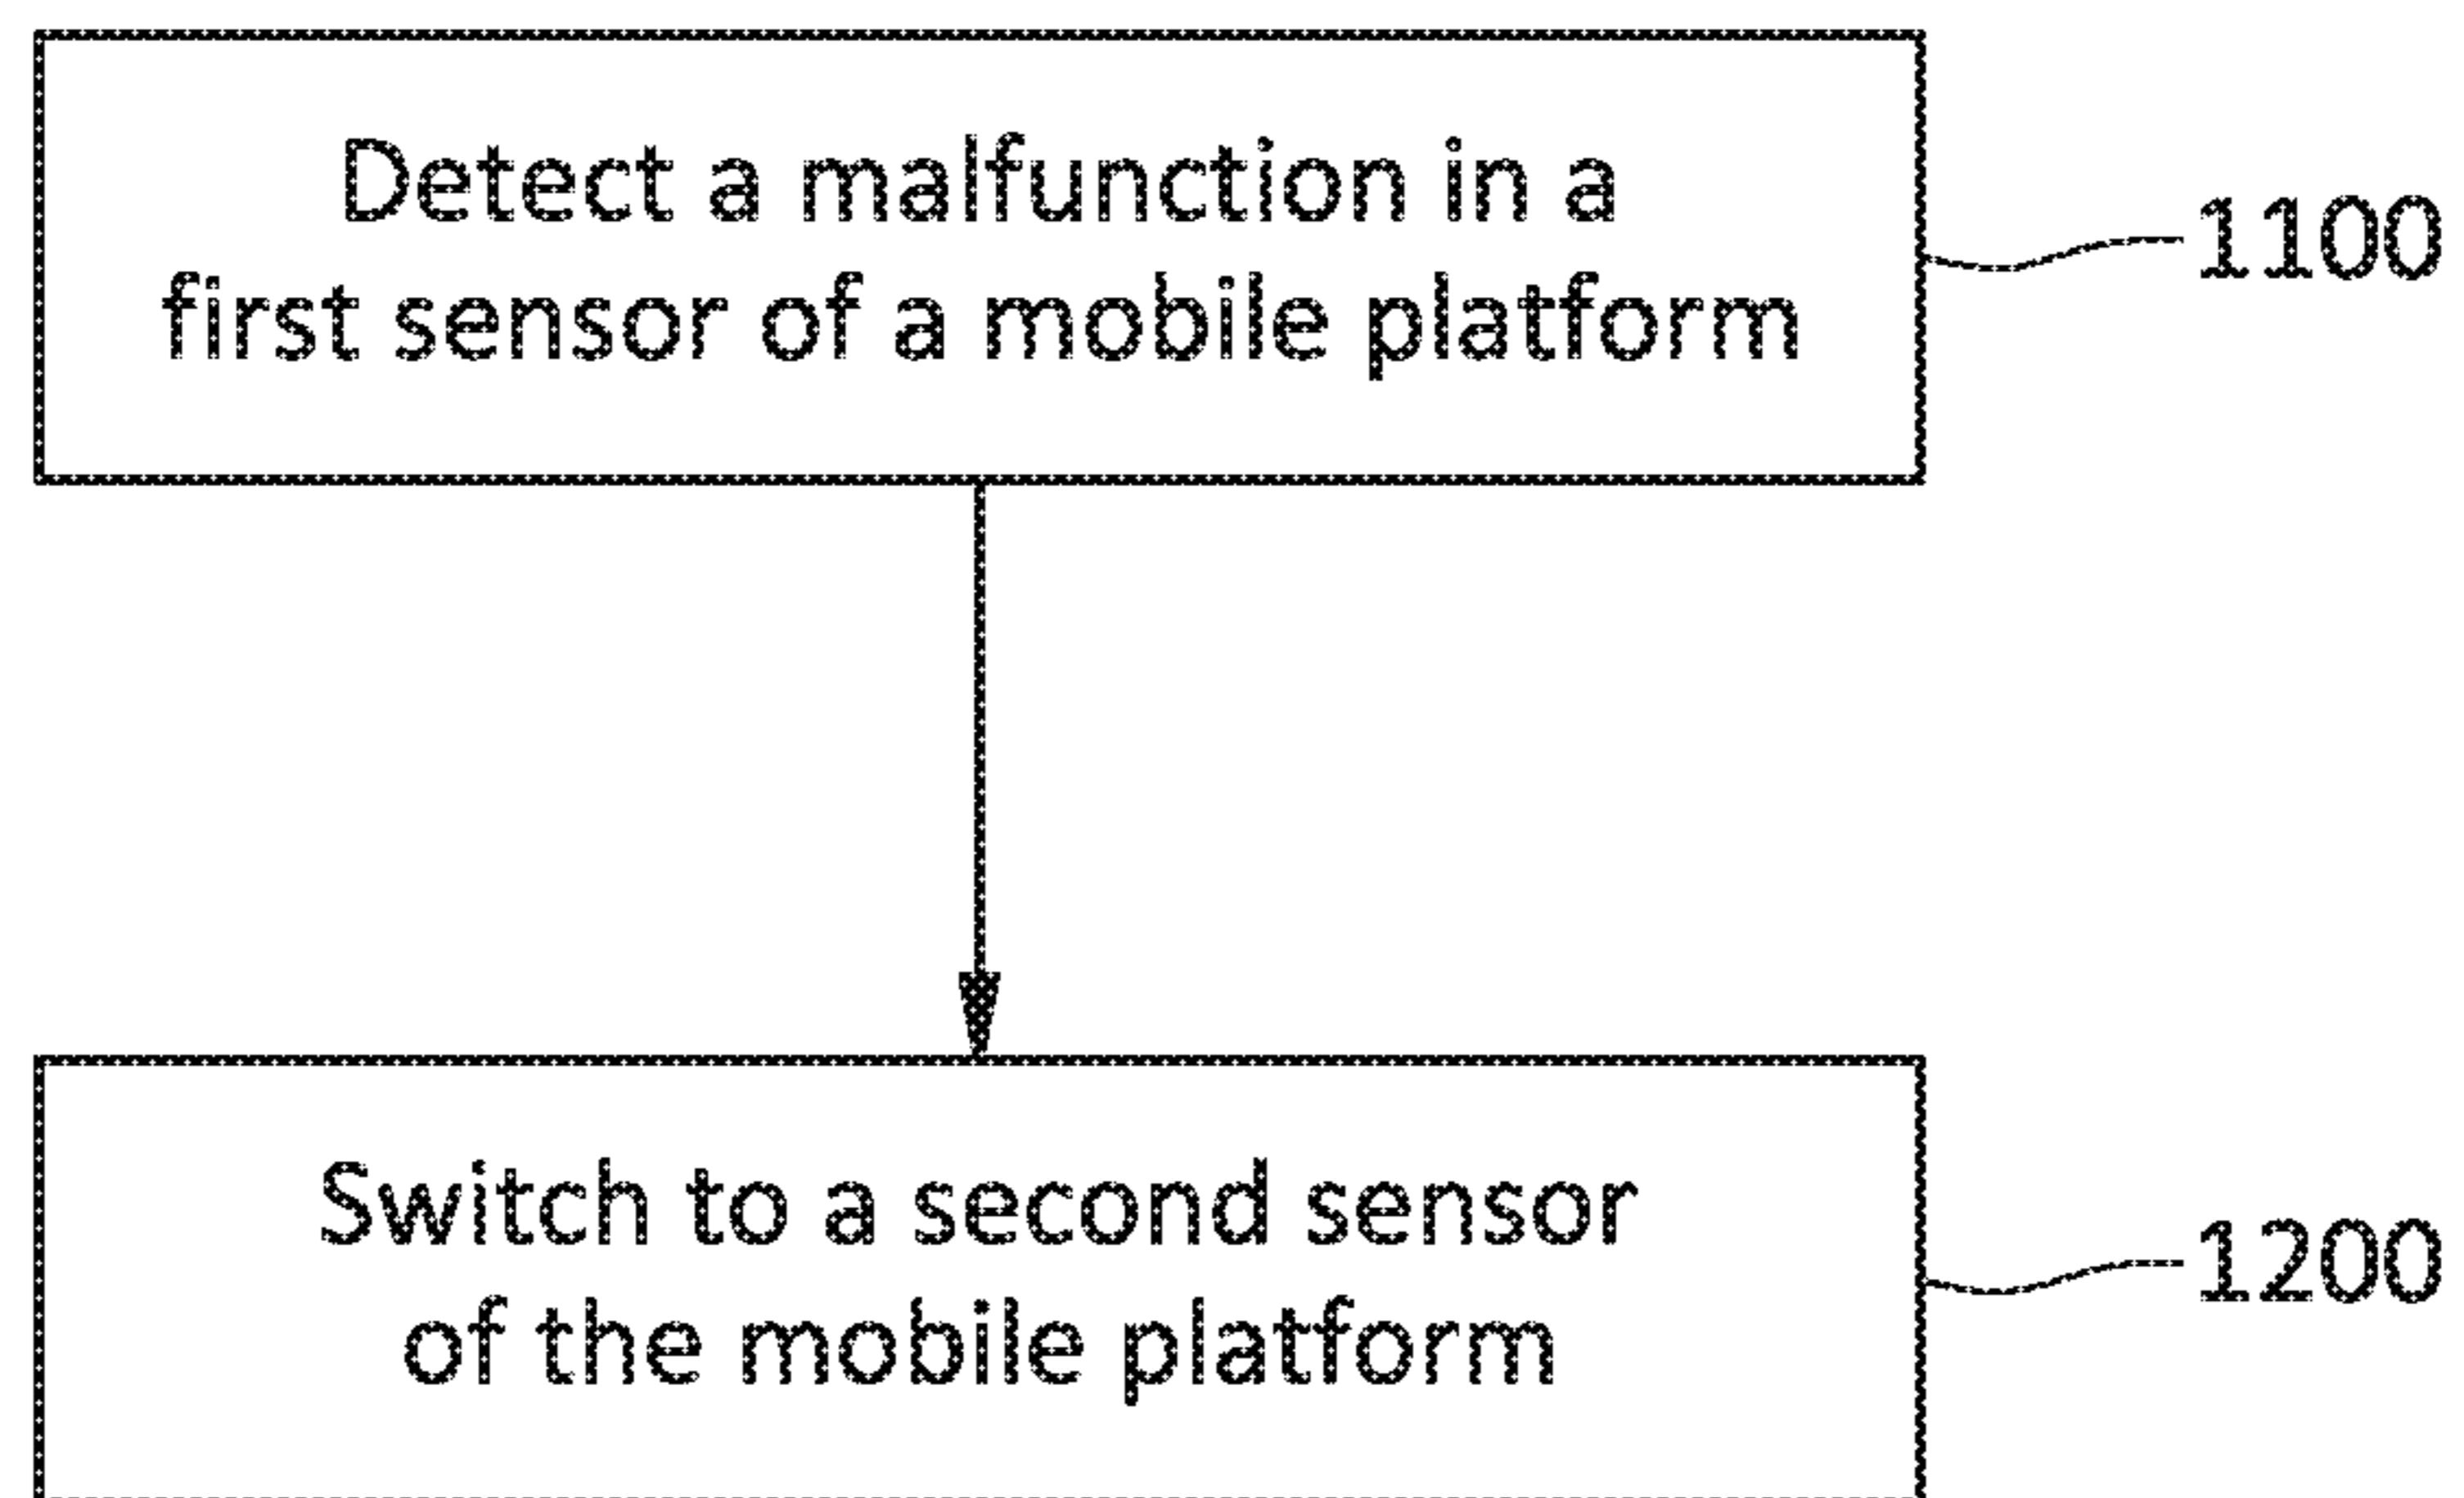 Detect a malfunction in a
first sensor of a mobile platform
1100
Switch to a second sensor
of the mobile platform
1200